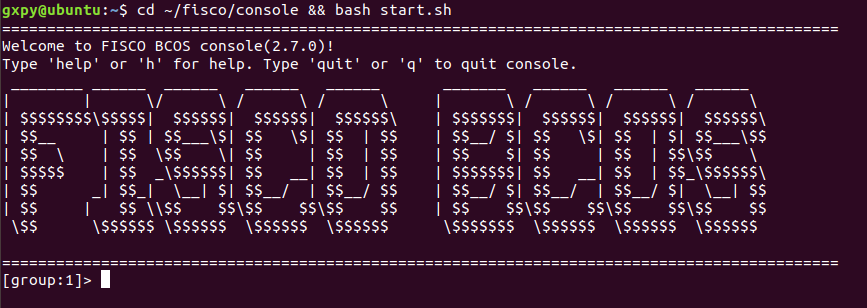 gxpy@ubuntu:~$ cd ~/fisco/console && bash start.sh
=============================================================================================
Welcome to FISCO BCOS console(2.7.0)!
Type 'help' or 'h' for help. Type 'quit' or 'q' to quit console.
 ________ ______  ______   ______   ______       _______   ______   ______   ______
|        |      \/      \ /      \ /      \     |       \ /      \ /      \ /      \
| $$$$$$$$\$$$$$|  $$$$$$|  $$$$$$|  $$$$$$\    | $$$$$$$|  $$$$$$|  $$$$$$|  $$$$$$\
| $$__     | $$ | $$___\$| $$   \$| $$  | $$    | $$__/ $| $$   \$| $$  | $| $$___\$$
| $$  \    | $$  \$$    \| $$     | $$  | $$    | $$    $| $$     | $$  | $$\$$    \
| $$$$$    | $$  _\$$$$$$| $$   __| $$  | $$    | $$$$$$$| $$   __| $$  | $$_\$$$$$$\
| $$      _| $$_|  \__| $| $$__/  | $$__/ $$    | $$__/ $| $$__/  | $$__/ $|  \__| $$
| $$     |   $$ \\$$    $$\$$    $$\$$    $$    | $$    $$\$$    $$\$$    $$\$$    $$
 \$$      \$$$$$$ \$$$$$$  \$$$$$$  \$$$$$$      \$$$$$$$  \$$$$$$  \$$$$$$  \$$$$$$
=============================================================================================
[group:1]>